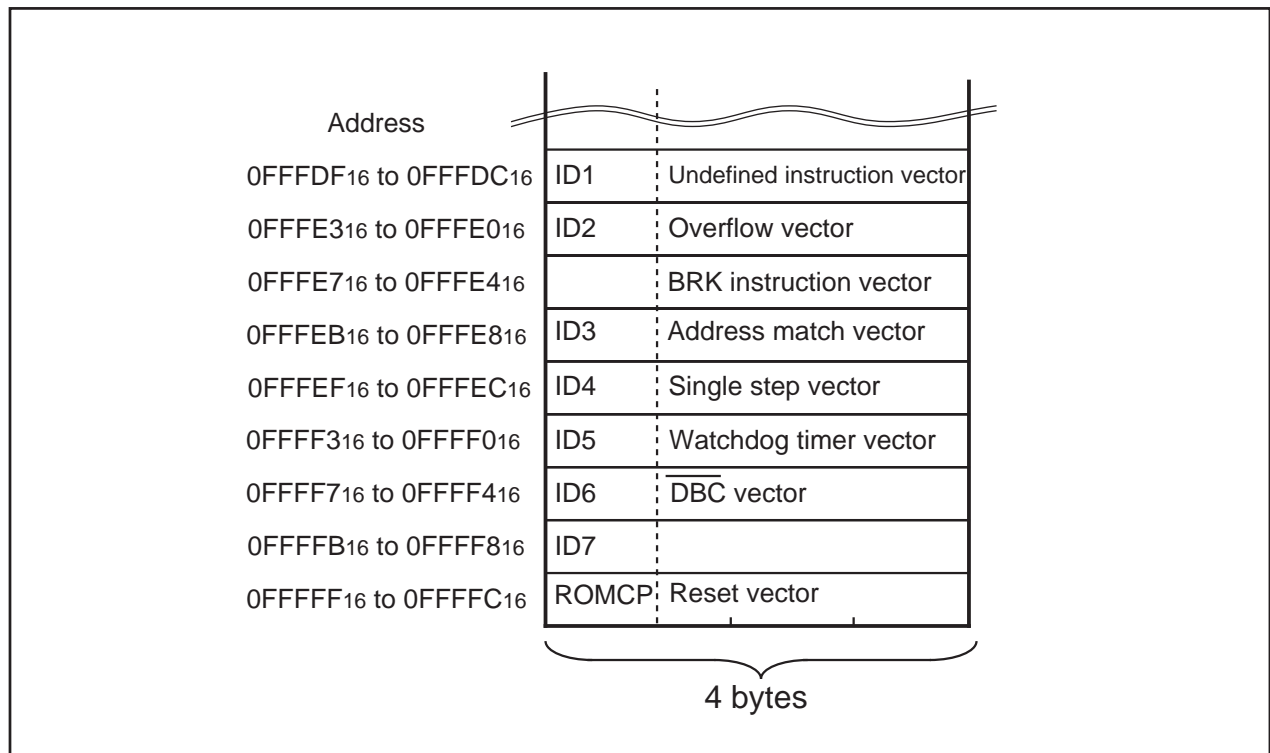 Address
0FFFDF16 to 0FFFDC16 ID1 Undefined instruction vector
0FFFE316 to 0FFFE016 ID2 Overflow vector
0FFFE716 to 0FFFE416 BRK instruction vector
0FFFEB16 to 0FFFE816 ID3 Address match vector
0FFFEF16 to 0FFFEC16 ID4 Single step vector
0FFFF316 to 0FFFF016 ID5 Watchdog timer vector
0FFFF716 to 0FFFF416 ID6 D̅B̅C̅ vector
0FFFFB16 to 0FFFF816 ID7
0FFFFF16 to 0FFFFC16 ROMCP Reset vector
4 bytes